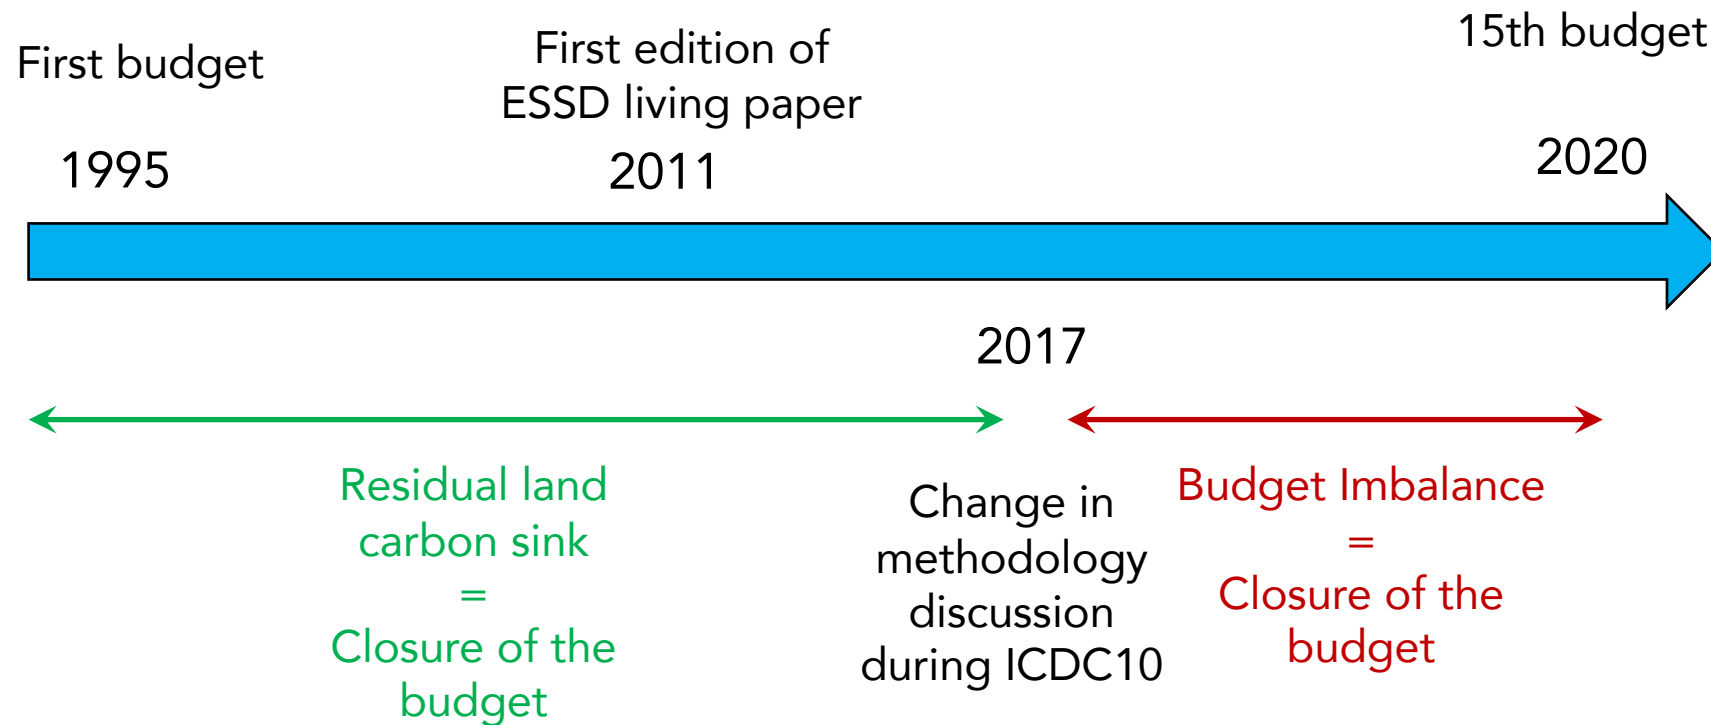 First budget
1995
First edition of
ESSD living paper
2011
15th budget
2020
2017
Residual land
carbon sink
=
Closure of the
budget
Change in
methodology
discussion
during ICDC10
Budget Imbalance
=
Closure of the
budget